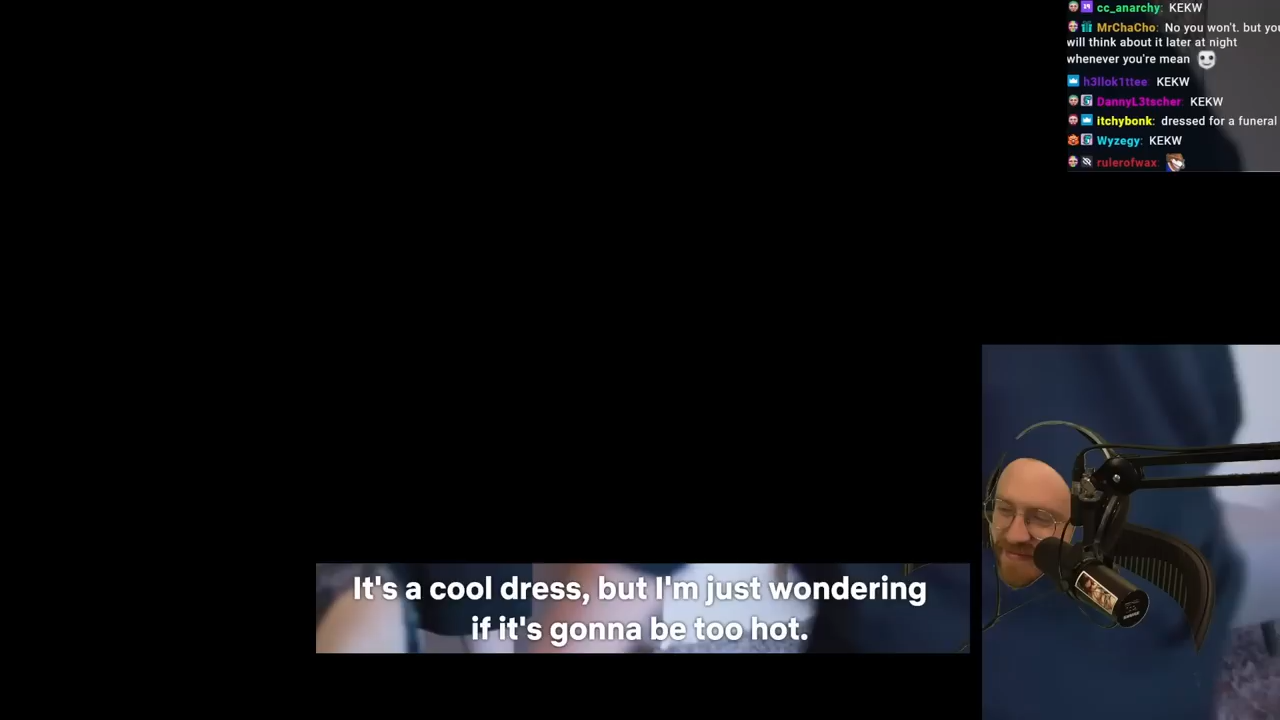 cc_anarchy: KEKW
MrChaCho: No you won't. but you
will think about it later at night
whenever you're mean
h3llok1ttee KEKW
DannyL3tscher: KEKW
itchybonk: dressed for a funeral
Wyzegy: KEKW
rulerofwax:
It's a cool dress, but I'm just wondering
if it's gonna be too hot.